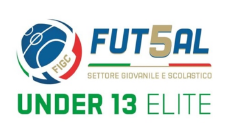 FIGC
FUT5AL
SETTORE GIOVANILE E SCOLASTICO
UNDER 13 ELITE